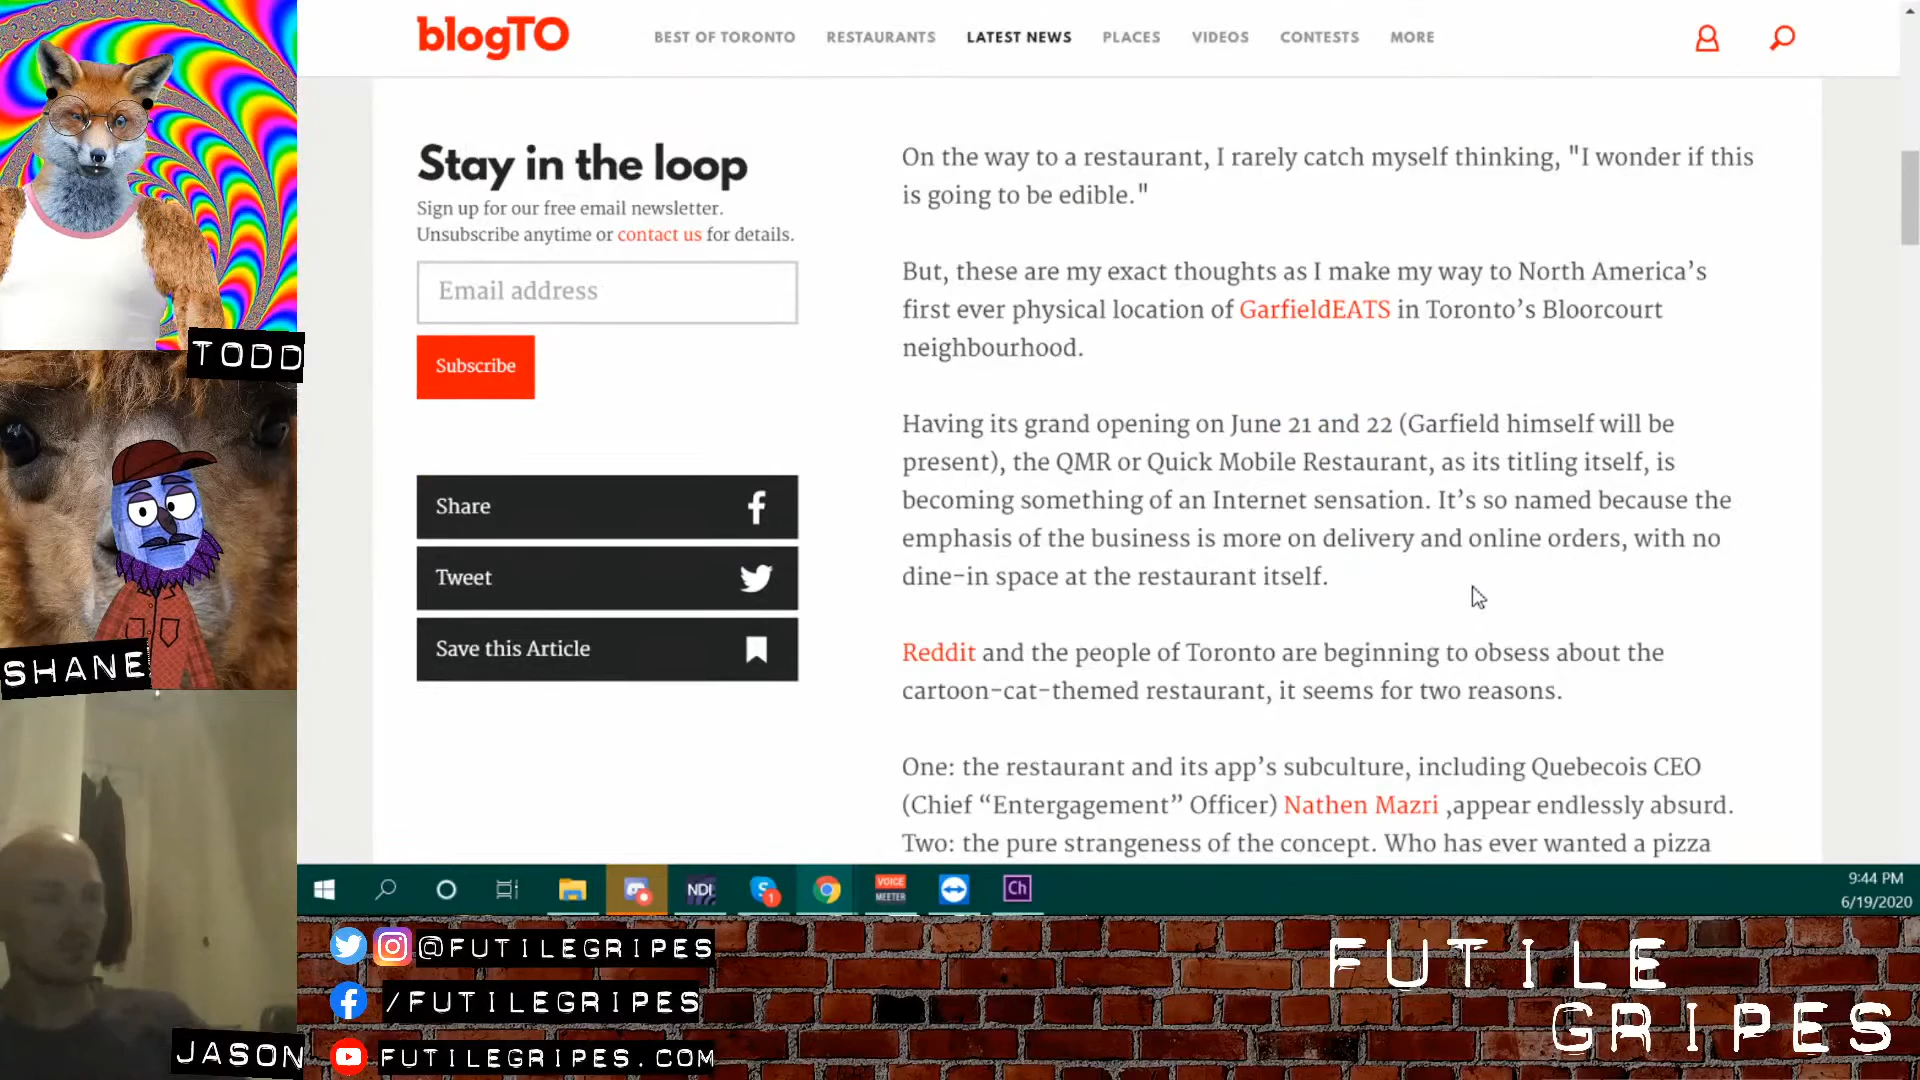 blogTO
BEST OF TORONTO RESTAURANTS LATEST NEWS PLACES VIDEOS CONTESTS MORE
Stay in the loop
Sign up for our free email newsletter.
Unsubscribe anytime or contact us for details.
Email address
Subscribe
Share
Tweet
Save this Article
On the way to a restaurant, I rarely catch myself thinking, "I wonder if this
is going to be edible."
But, these are my exact thoughts as I make my way to North America's
first ever physical location of GarfieldEATS in Toronto's Bloorcourt
neighbourhood.
Having its grand opening on June 21 and 22 (Garfield himself will be
present), the QMR or Quick Mobile Restaurant, as its titling itself, is
becoming something of an Internet sensation. It's so named because the
emphasis of the business is more on delivery and online orders, with no
dine-in space at the restaurant itself.
Reddit and the people of Toronto are beginning to obsess about the
cartoon-cat-themed restaurant, it seems for two reasons.
One: the restaurant and its app's subculture, including Quebecois CEO
(Chief “Entergagement” Officer) Nathen Mazri ,appear endlessly absurd.
Two: the pure strangeness of the concept. Who has ever wanted a pizza
TODD
SHANE
JASON
NDI
1
VOICE
MEETER
Ch
9:44 PM
6/19/2020
@FUTILEGRIPES
/FUTILEGRIPES
FUTILEGRIPES.COM
FUTILE
GRIPES